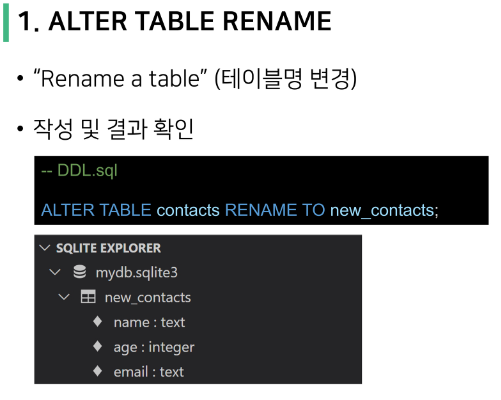 1. ALTER TABLE RENAME
• “Rename a table” (테이블명 변경)
• 작성 및 결과 확인
-- DDL.sql
ALTER TABLE contacts RENAME TO new_contacts;
SQLITE EXPLORER
mydb.sqlite3
new_contacts
name : text
age : integer
email : text